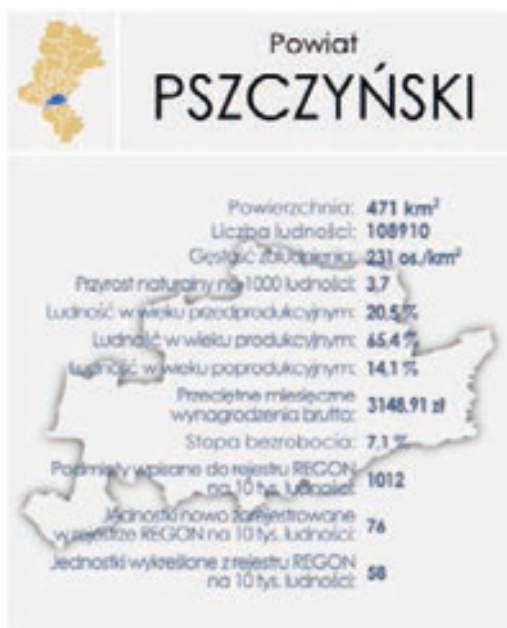 Powiat
PSZCZYŃSKI
Powierzchnia: 471 km²
Liczba ludności: 108910
Gęstość zaludnienia: 231 os./km²
Przyrost naturalny na 1000 ludności: 3,7
Ludność w wieku przedprodukcyjnym: 20,5 %
Ludność w wieku produkcyjnym: 65,4 %
Ludność w wieku poprodukcyjnym: 14,1 %
Przeciętne miesięczne
wynagrodzenia brutto: 3148,91 zł
Stopa bezrobocia: 7,1 %
Podmioty wpisane do rejestru REGON
na 10 tys. ludności: 1012
Jednostki nowo zarejestrowane
w rejestrze REGON na 10 tys. ludności: 76
Jednostki wykreślone z rejestru REGON
na 10 tys. ludności: 58